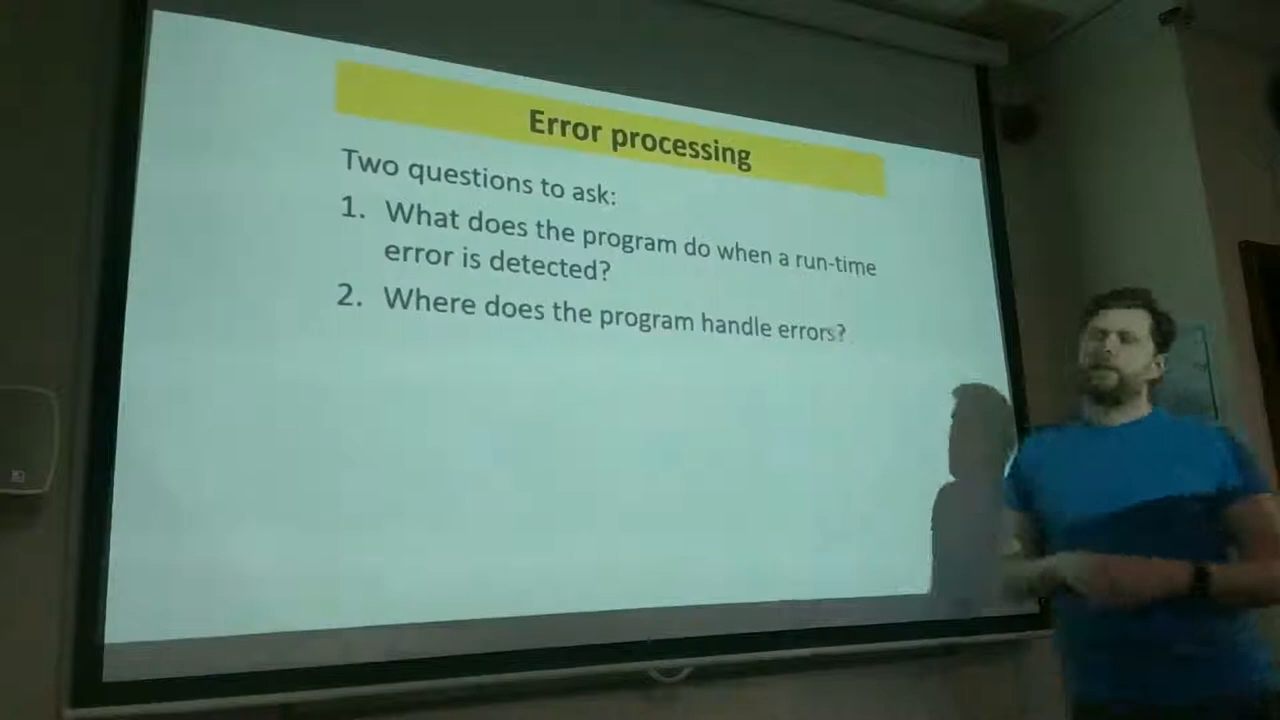 Error processing
Two questions to ask:
1. What does the program do when a run-time
error is detected?
2. Where does the program handle errors?